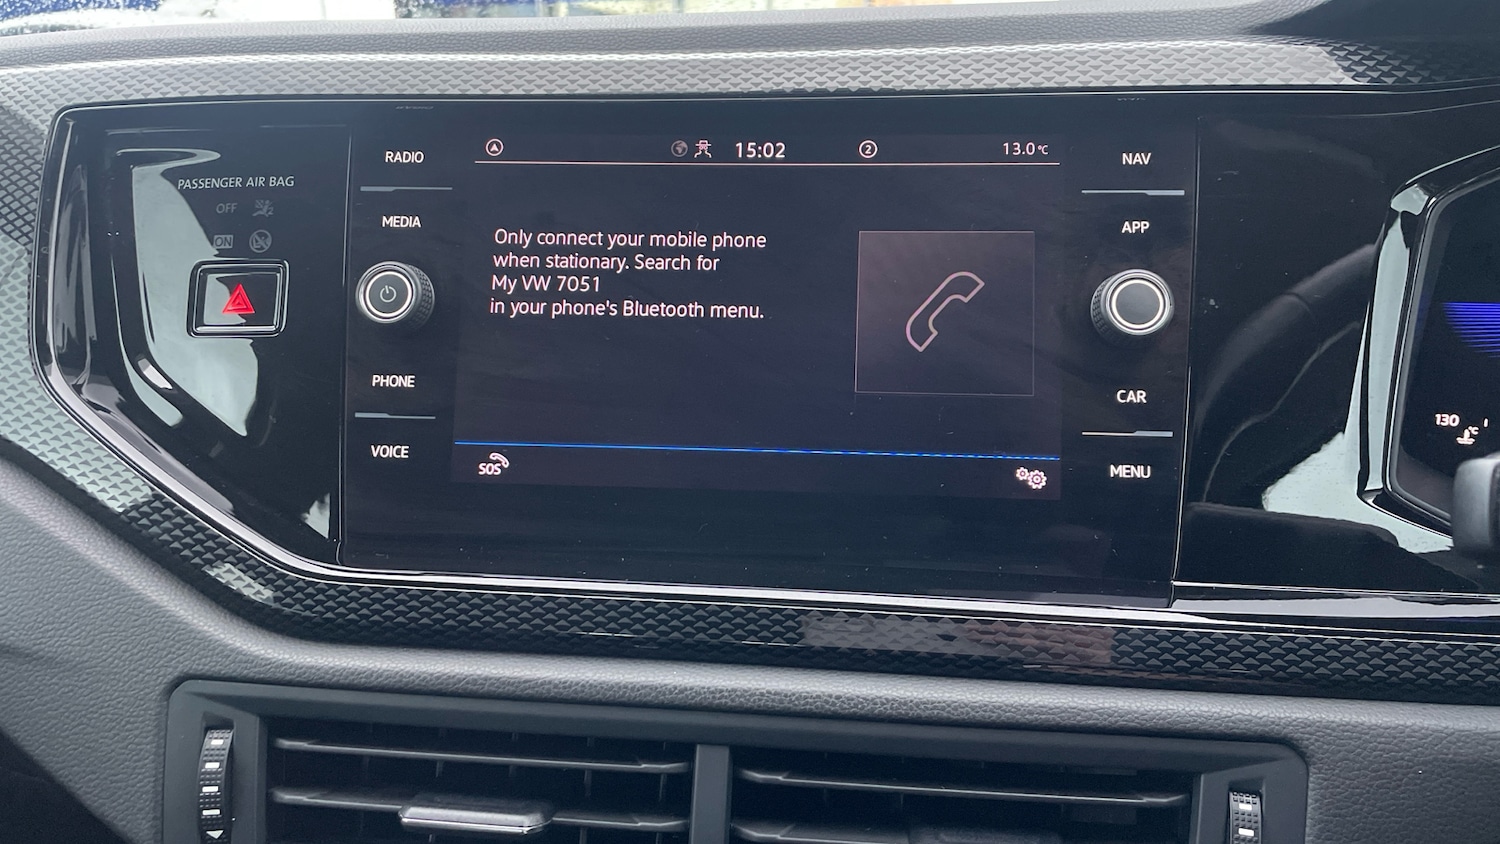 PASSENGER AIR BAG
OFF
ON
RADIO
MEDIA
PHONE
VOICE
15:02
2
13.0°C
Only connect your mobile phone
when stationary. Search for
My VW 7051
in your phone's Bluetooth menu.
SOS
NAV
APP
CAR
MENU
130
°C